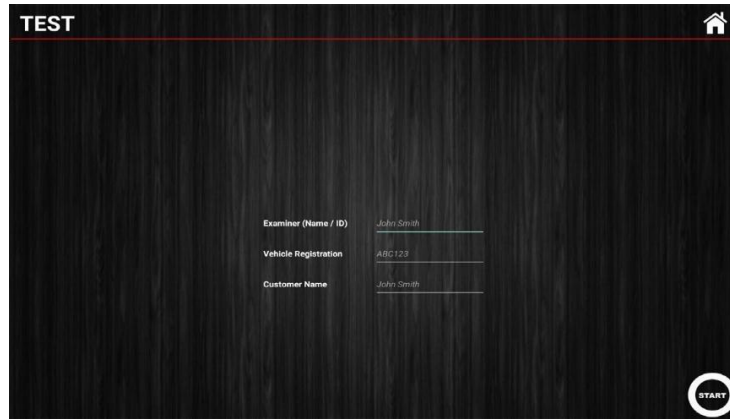 TEST
Examiner (Name / ID) John Smith
Vehicle Registration ABC123
Customer Name John Smith
START